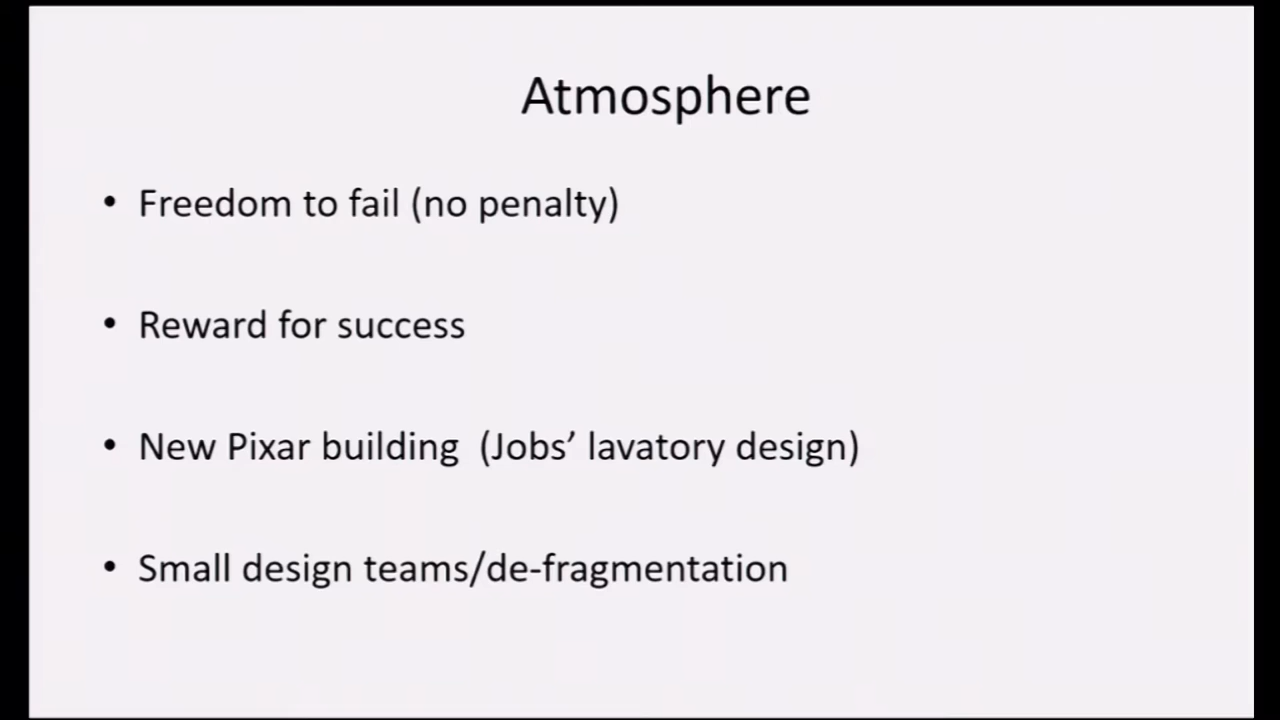 Atmosphere
• Freedom to fail (no penalty)
• Reward for success
• New Pixar building  (Jobs’ lavatory design)
• Small design teams/de-fragmentation